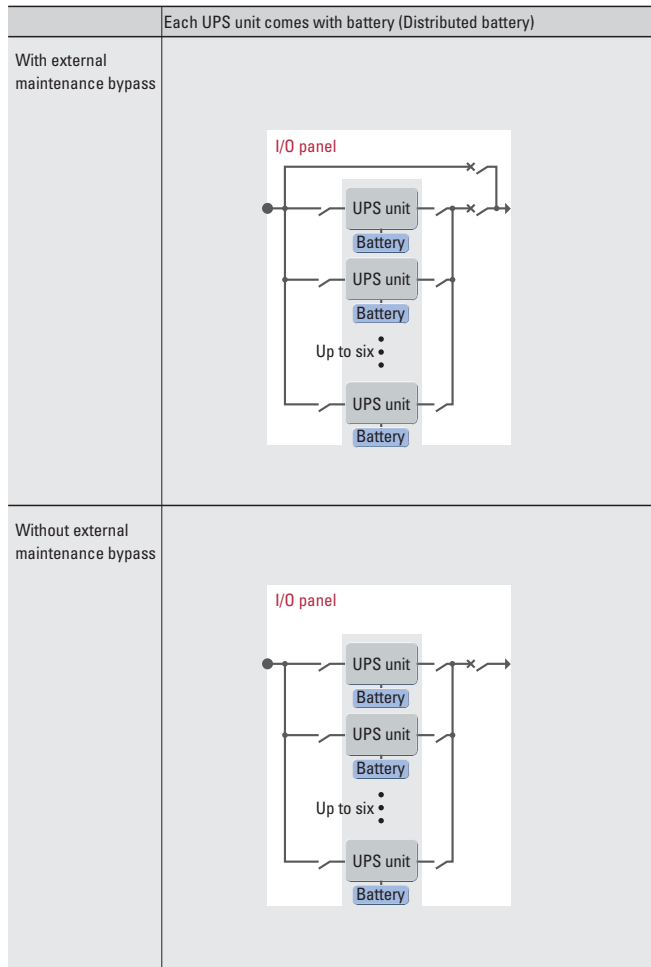 Each UPS unit comes with battery (Distributed battery)
With external
maintenance bypass
I/O panel
UPS unit
Battery
UPS unit
Battery
Up to six
UPS unit
Battery
Without external
maintenance bypass
I/O panel
UPS unit
Battery
UPS unit
Battery
Up to six
UPS unit
Battery